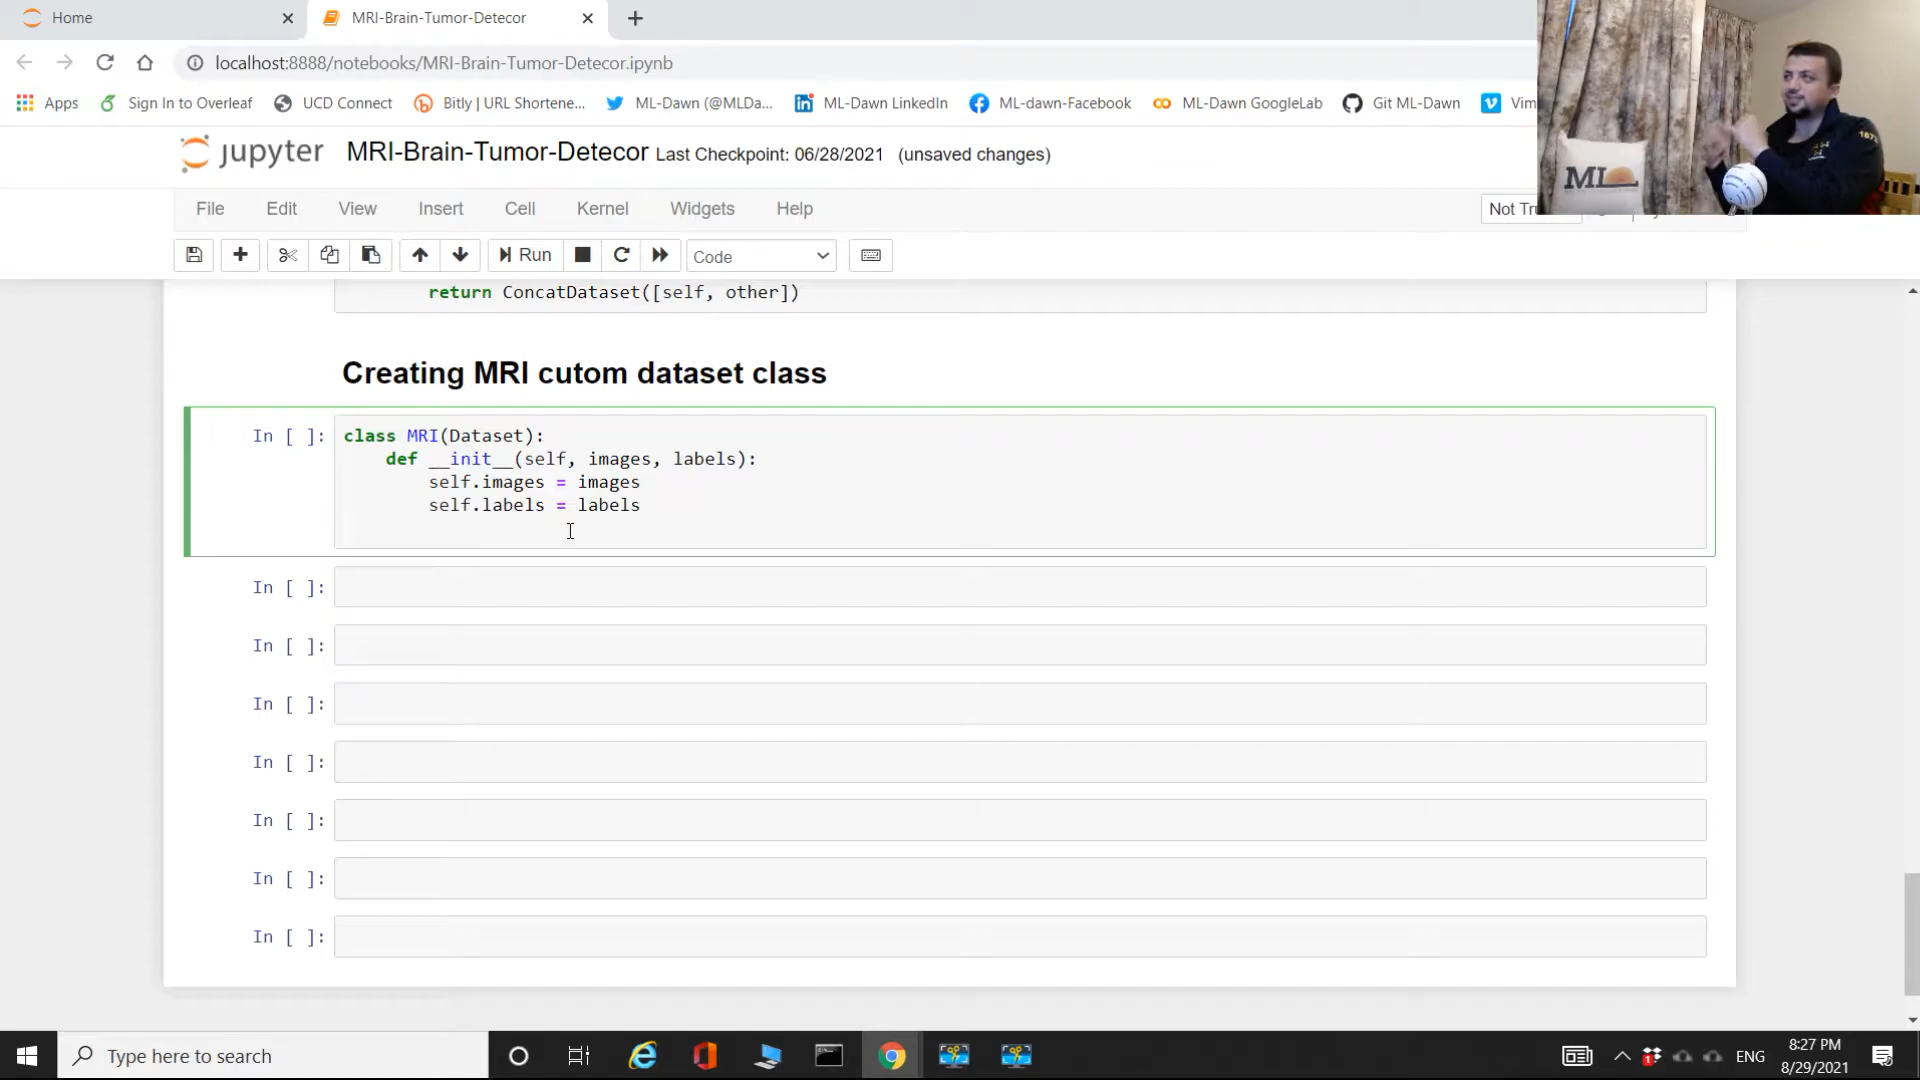 Home
MRI-Brain-Tumor-Detecor
localhost:8888/notebooks/MRI-Brain-Tumor-Detecor.ipynb
Apps Sign In to Overleaf UCD Connect Bitly | URL Shortene... ML-Dawn (@MLDa... ML-Dawn LinkedIn ML-dawn-Facebook ML-Dawn GoogleLab Git ML-Dawn Vim
jupyter MRI-Brain-Tumor-Detecor Last Checkpoint: 06/28/2021 (unsaved changes)
ML
File Edit View Insert Cell Kernel Widgets Help Not Tru
Run Code
return ConcatDataset([self, other])
Creating MRI cutom dataset class
In [ ]: class MRI(Dataset):
def __init__(self, images, labels):
self.images = images
self.labels = labels
In [ ]:
In [ ]:
In [ ]:
In [ ]:
In [ ]:
In [ ]:
In [ ]:
Type here to search
ENG
8:27 PM
8/29/2021